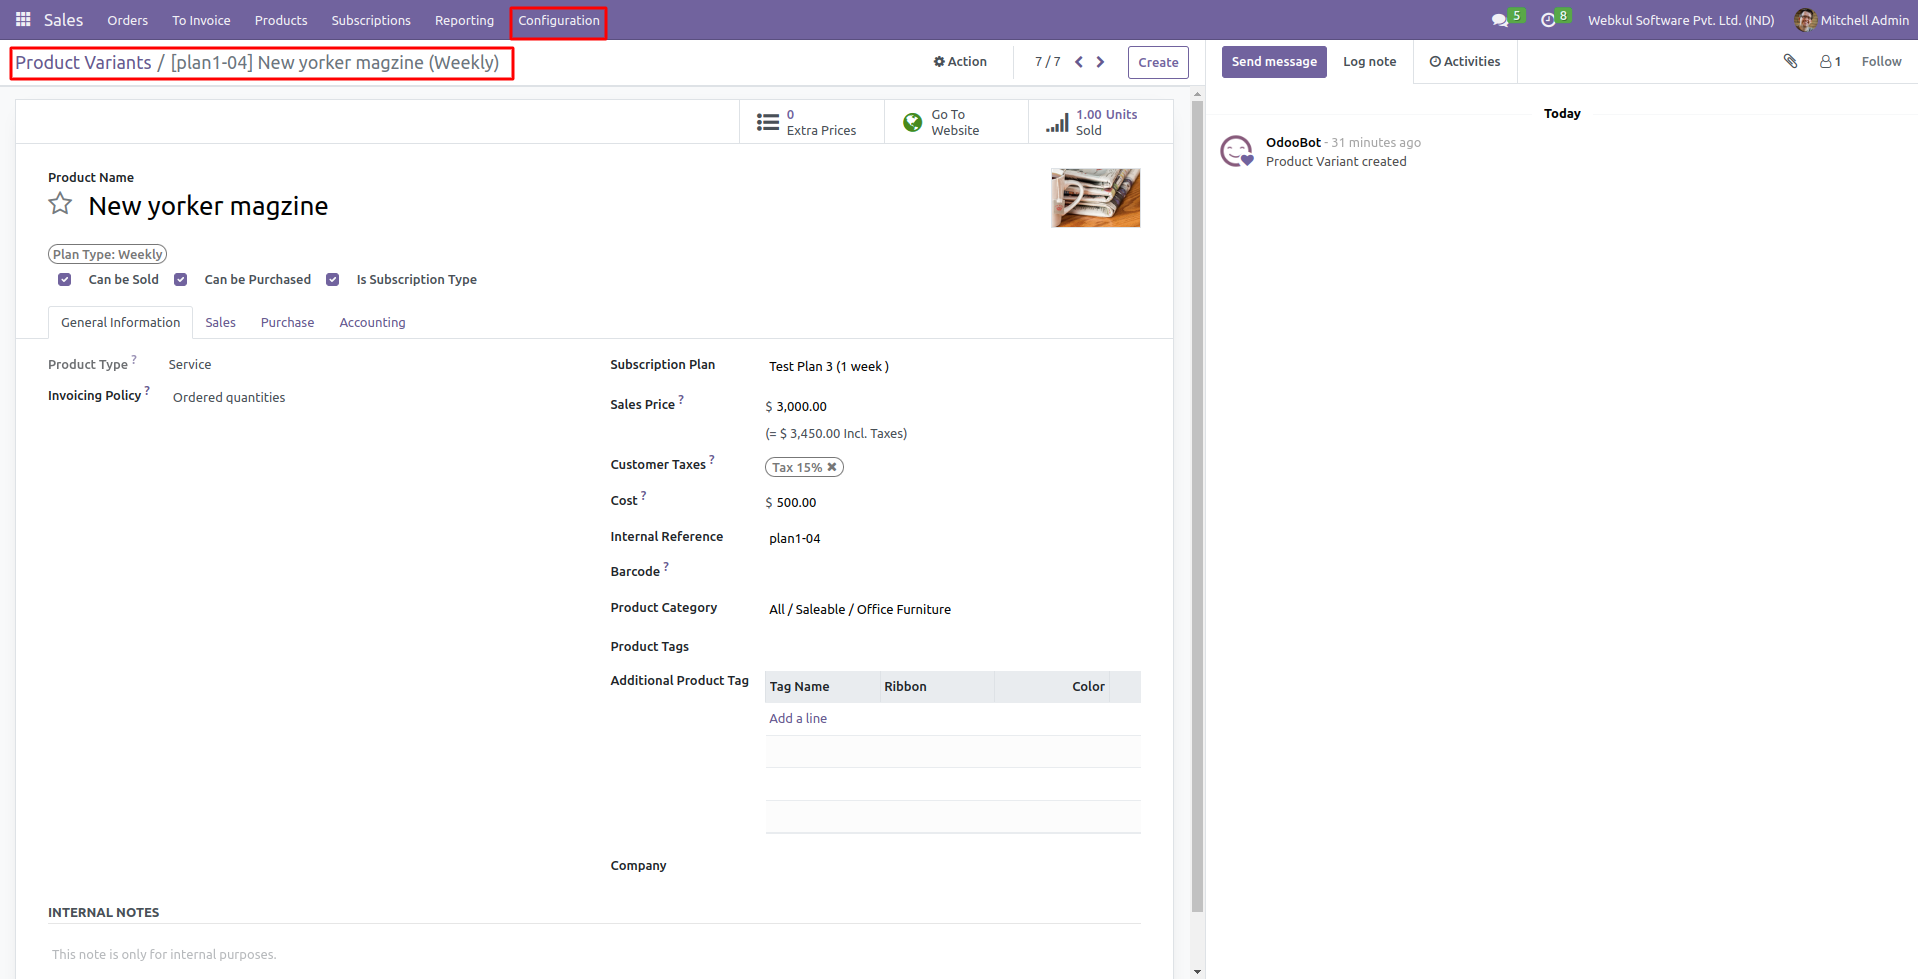 Sales Orders To Invoice Products Subscriptions Reporting Configuration 5 8 Webkul Software Pvt. Ltd. (IND) Mitchell Admin
Product Variants / [plan1-04] New yorker magzine (Weekly) Action 7 / 7 Create Send message Log note Activities 1 Follow
0
Extra Prices
Go To
Website
1.00 Units
Sold
Product Name
New yorker magzine
Plan Type: Weekly
Can be Sold Can be Purchased Is Subscription Type
General Information Sales Purchase Accounting
Product Type ? Service
Invoicing Policy ? Ordered quantities
Subscription Plan Test Plan 3 (1 week )
Sales Price ? $ 3,000.00
(= $ 3,450.00 Incl. Taxes)
Customer Taxes ? Tax 15% ✖
Cost ? $ 500.00
Internal Reference plan1-04
Barcode ?
Product Category All / Saleable / Office Furniture
Product Tags
Additional Product Tag Tag Name Ribbon Color
Add a line
Company
INTERNAL NOTES
This note is only for internal purposes.
Today
OdooBot - 31 minutes ago
Product Variant created